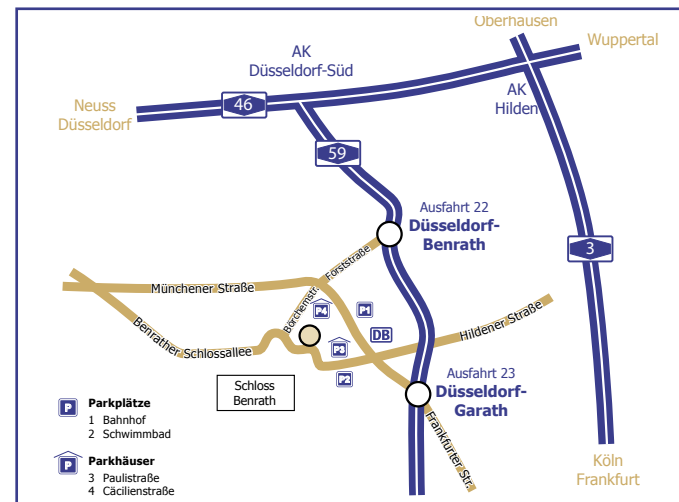 Oberhausen
Wuppertal
AK
Düsseldorf-Süd
AK
Hilden
Neuss
Düsseldorf
46
59
3
Ausfahrt 22
Düsseldorf-
Benrath
Forststraße
Börchemstr.
Münchener Straße
Benrather Schlossallee
P4
P1
DB
P3
P2
Hildener Straße
Schloss
Benrath
Ausfahrt 23
Düsseldorf-
Garath
Frankfurter Str.
Köln
Frankfurt
P Parkplätze
1 Bahnhof
2 Schwimmbad
P Parkhäuser
3 Paulistraße
4 Cäcilienstraße